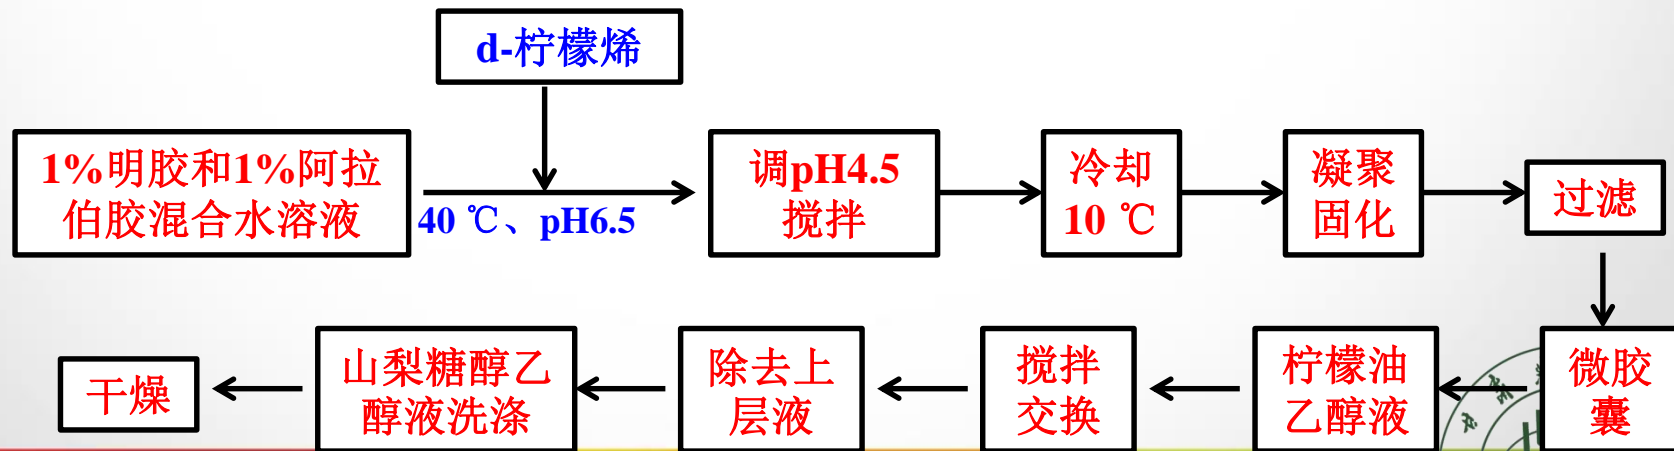 d-柠檬烯
1%明胶和1%阿拉
伯胶混合水溶液
40 ℃、pH6.5
调pH4.5
搅拌
冷却
10 ℃
凝聚
固化
过滤
微胶
囊
柠檬油
乙醇液
搅拌
交换
除去上
层液
山梨糖醇乙
醇液洗涤
干燥